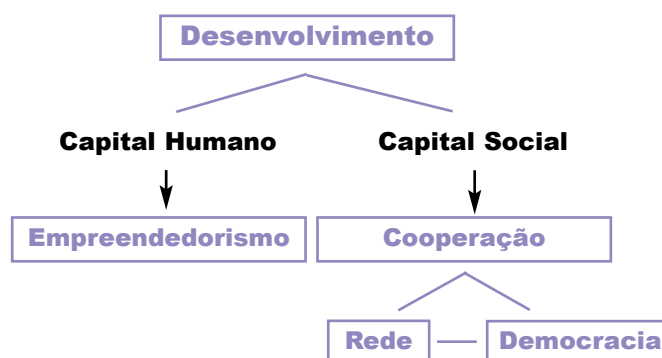 Desenvolvimento
Capital Humano
Capital Social
Empreendedorismo
Cooperação
Rede
Democracia